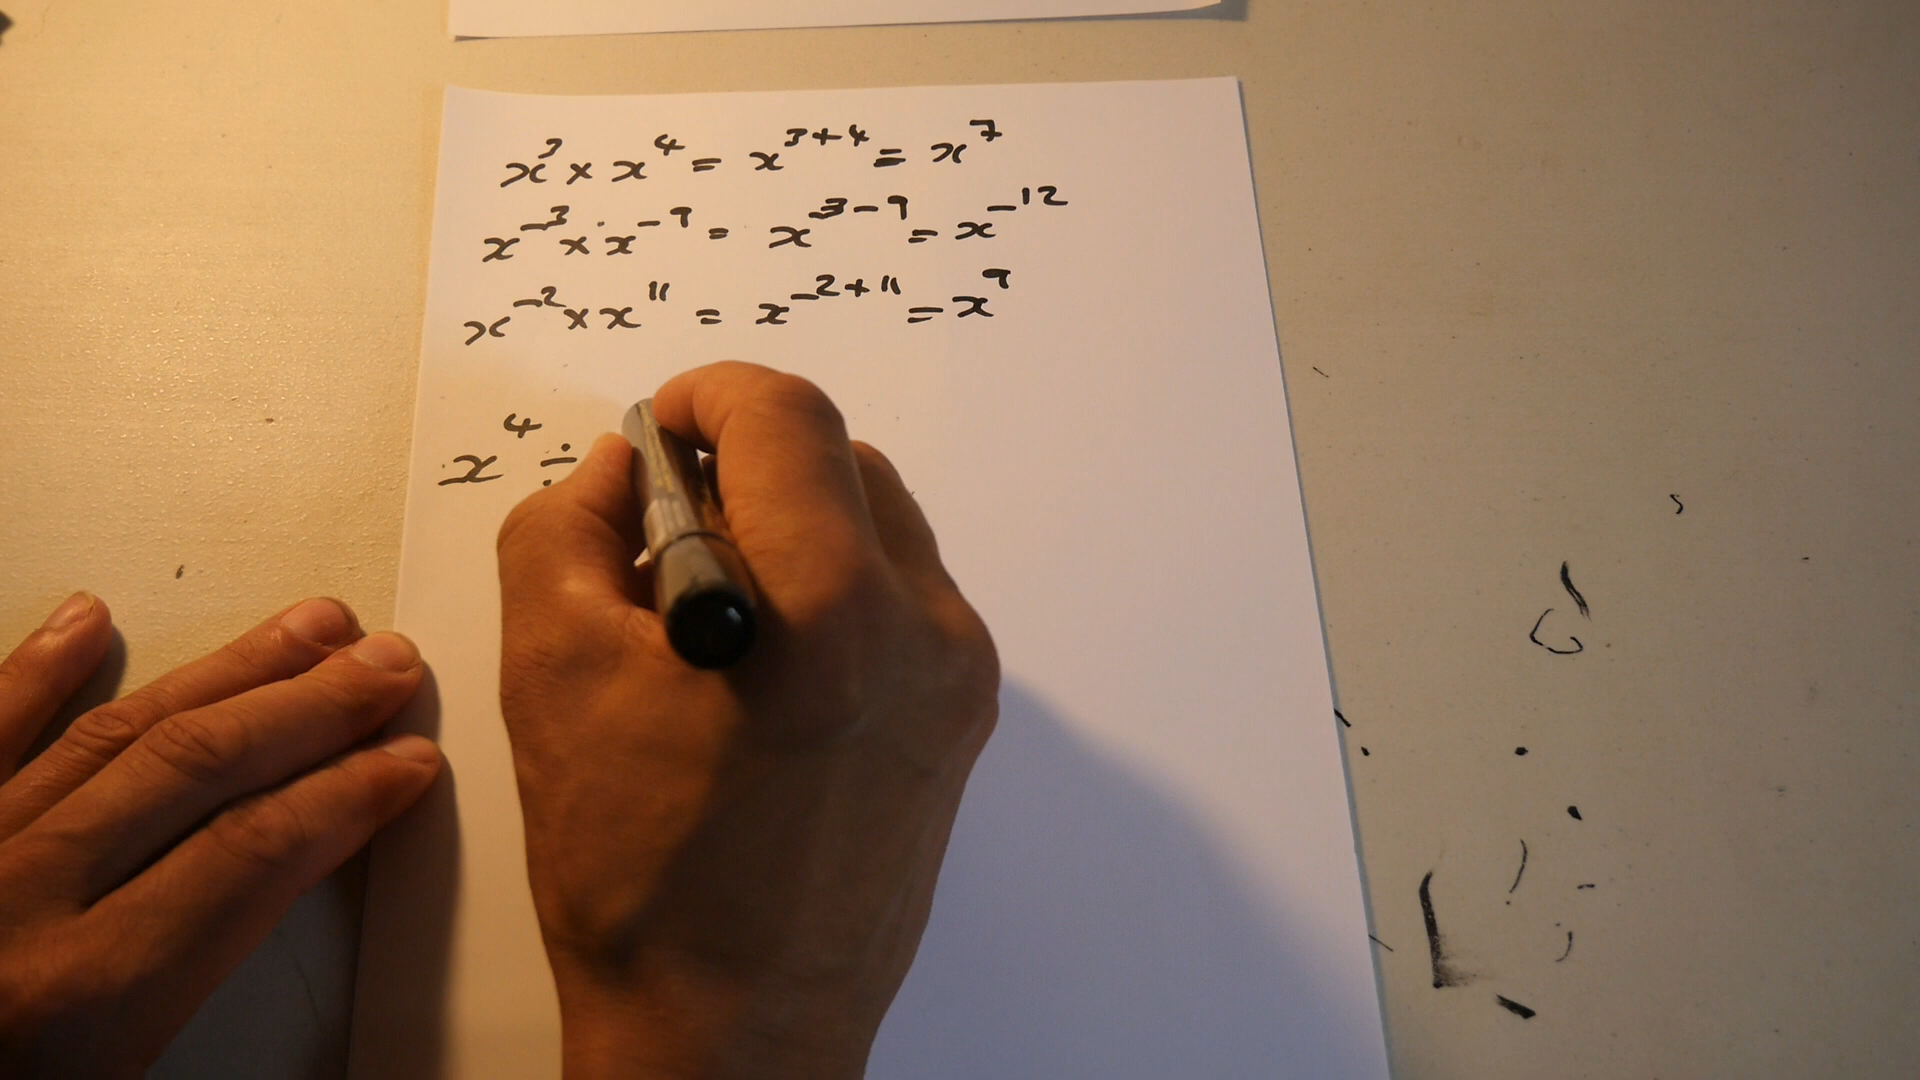 x³ × x⁴ = x³⁺⁴ = x⁷
x⁻³ × x⁻⁹ = x⁻³⁻⁹ = x⁻¹²
x⁻² × x¹¹ = x⁻²⁺¹¹ = x⁹
x⁴ ÷